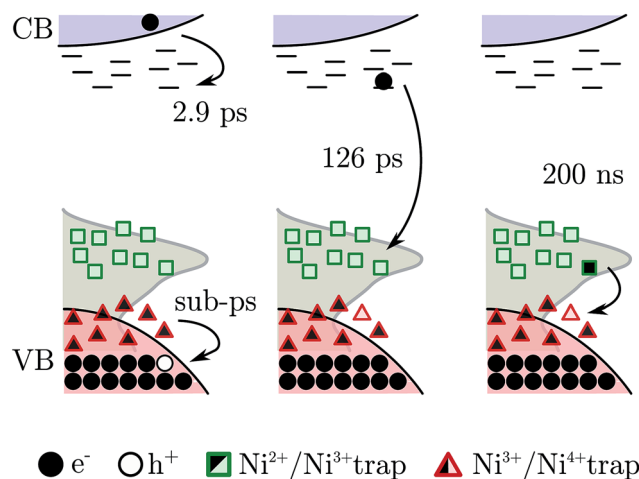 CB
2.9 ps
126 ps
200 ns
sub-ps
VB
e⁻ h⁺ Ni²⁺/Ni³⁺trap Ni³⁺/Ni⁴⁺trap